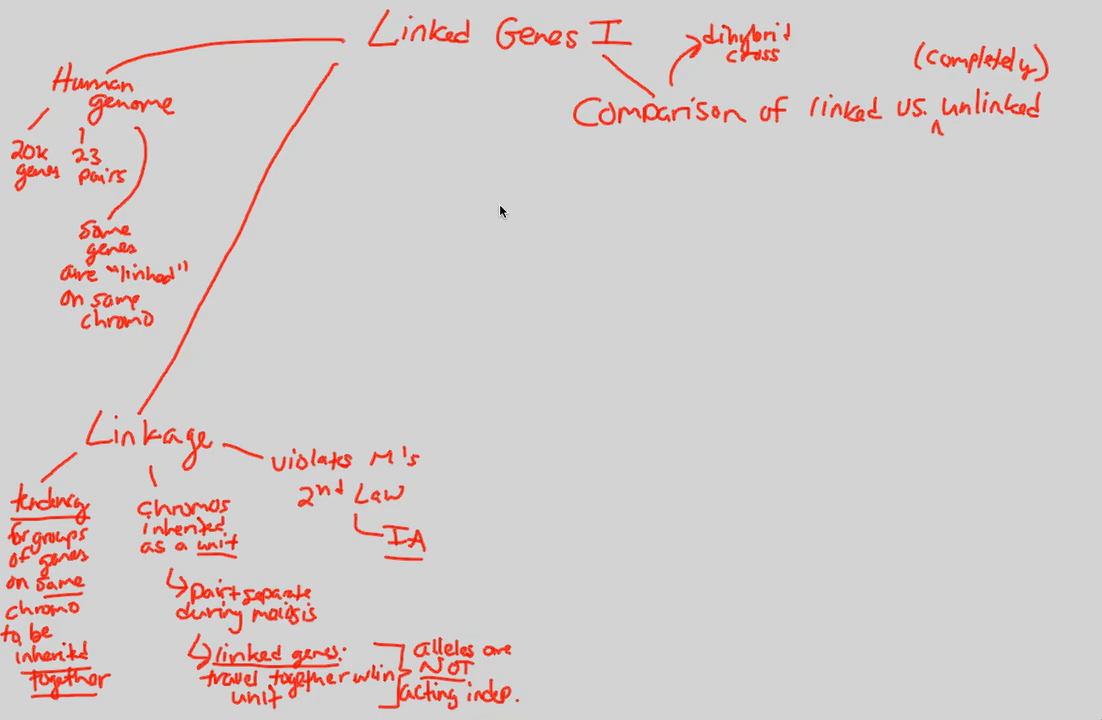 Linked Genes I
Human
genome
20k
genes
23
pairs
Some
genes
are "linked"
on same
chromo
Linkage
tendency
for groups
of genes
on same
chromo
to be
inherited
together
chromos
inherited
as a unit
pairs separate
during meiosis
linked genes:
travel together w/in
unit
alleles are
NOT
acting indep.
violates M's
2nd Law
IA
dihybrid
cross
(completely)
Comparison of linked vs. ^ unlinked